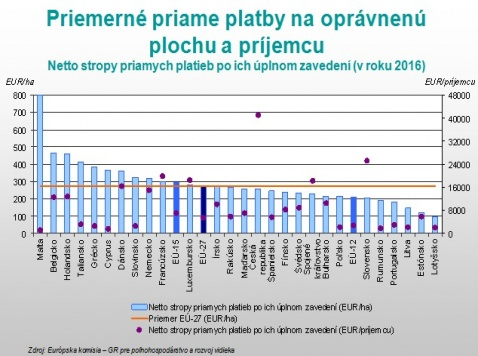 Priemerné priame platby na oprávnenú
plochu a príjemcu
Netto stropy priamych platieb po ich úplnom zavedení (v roku 2016)
EUR/ha
EUR/príjemcu
800
700
600
500
400
300
200
100
0
48000
40000
32000
24000
16000
8000
0
Malta
Belgicko
Holandsko
Taliansko
Grécko
Cyprus
Dánsko
Slovinsko
Nemecko
Francúzsko
EÚ-15
Luxembursko
EÚ-27
Írsko
Rakúsko
Maďarsko
Česká
republika
Španielsko
Fínsko
Švédsko
Spojené
kráľovstvo
Bulharsko
Poľsko
EÚ-12
Slovensko
Rumunsko
Portugalsko
Litva
Estónsko
Lotyšsko
Netto stropy priamych platieb po ich úplnom zavedení (EUR/ha)
Priemer EÚ-27 (EUR/ha)
Netto stropy priamych platieb po ich úplnom zavedení (EUR/príjemcu)
Zdroj: Európska komisia – GR pre poľnohospodárstvo a rozvoj vidieka